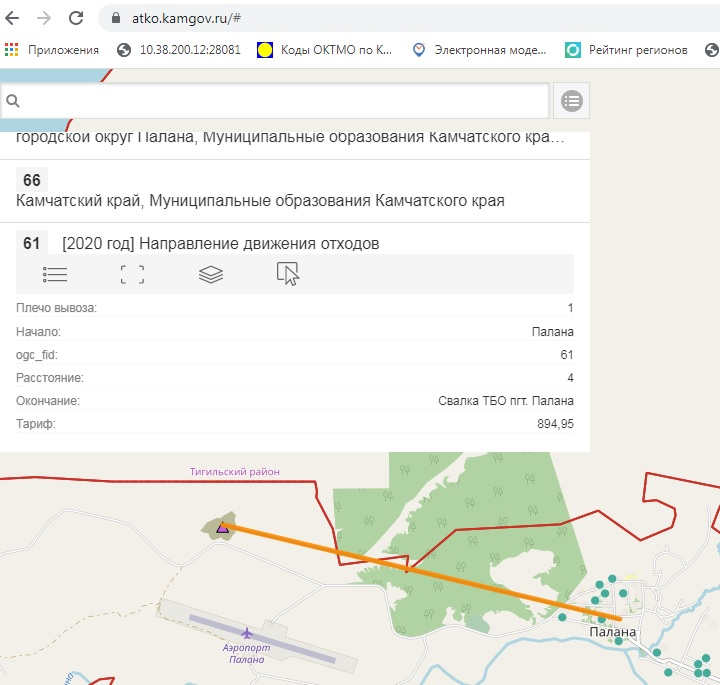 atko.kamgov.ru/#
Приложения 10.38.200.12:28081 Коды ОКТМО по К... Электронная моде... Рейтинг регионов
городской округ Палана, Муниципальные образования Камчатского кра...
66
Камчатский край, Муниципальные образования Камчатского края
61 [2020 год] Направление движения отходов
Плечо вывоза: 1
Начало: Палана
ogc_fid: 61
Расстояние: 4
Окончание: Свалка ТБО пгт. Палана
Тариф: 894,95
Тигильский район
Палана
Аэропорт
Палана